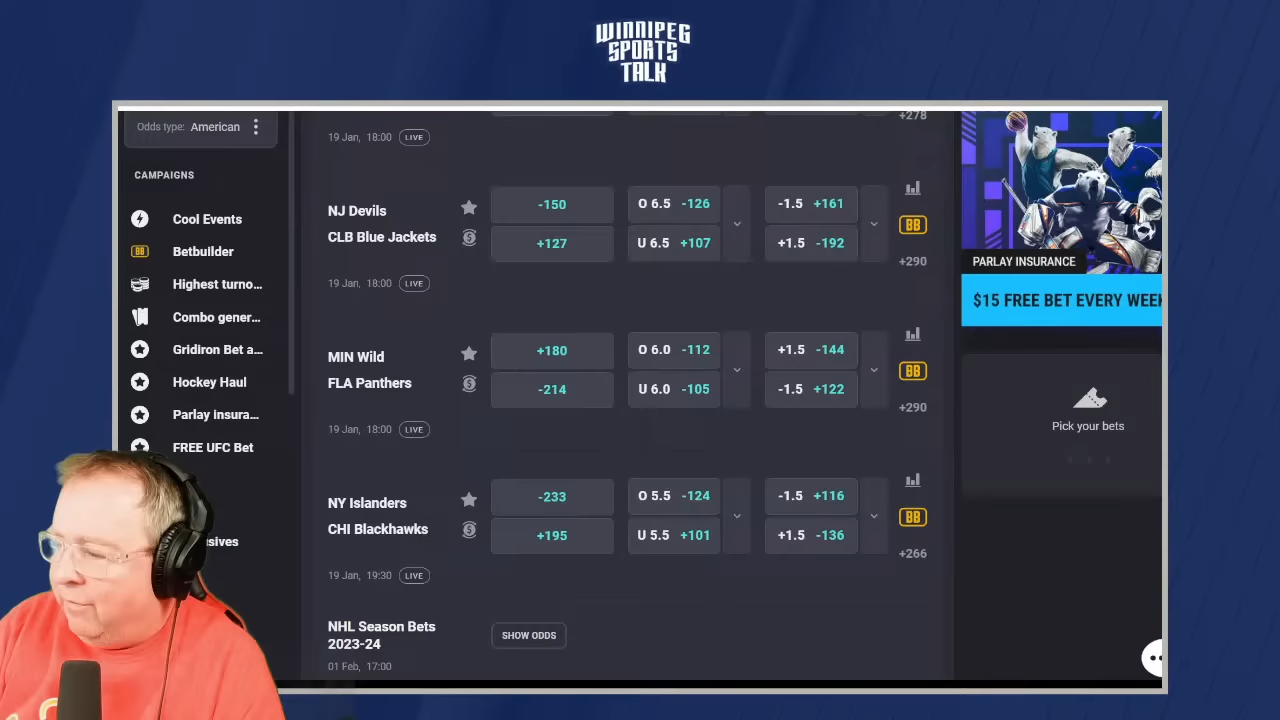 WINNIPEG
SPORTS
TALK
Odds type: American
CAMPAIGNS
Cool Events
BB Betbuilder
Highest turno...
Combo gener...
Gridiron Bet a...
Hockey Haul
Parlay insura...
FREE UFC Bet
sives
+278
19 Jan, 18:00 LIVE
NJ Devils -150 O 6.5 -126 -1.5 +161
CLB Blue Jackets +127 U 6.5 +107 +1.5 -192
BB
+290
19 Jan, 18:00 LIVE
MIN Wild +180 O 6.0 -112 +1.5 -144
FLA Panthers -214 U 6.0 -105 -1.5 +122
BB
+290
19 Jan, 18:00 LIVE
NY Islanders -233 O 5.5 -124 -1.5 +116
CHI Blackhawks +195 U 5.5 +101 +1.5 -136
BB
+266
19 Jan, 19:30 LIVE
NHL Season Bets
2023-24
SHOW ODDS
01 Feb, 17:00
PARLAY INSURANCE
$15 FREE BET EVERY WEEK
Pick your bets